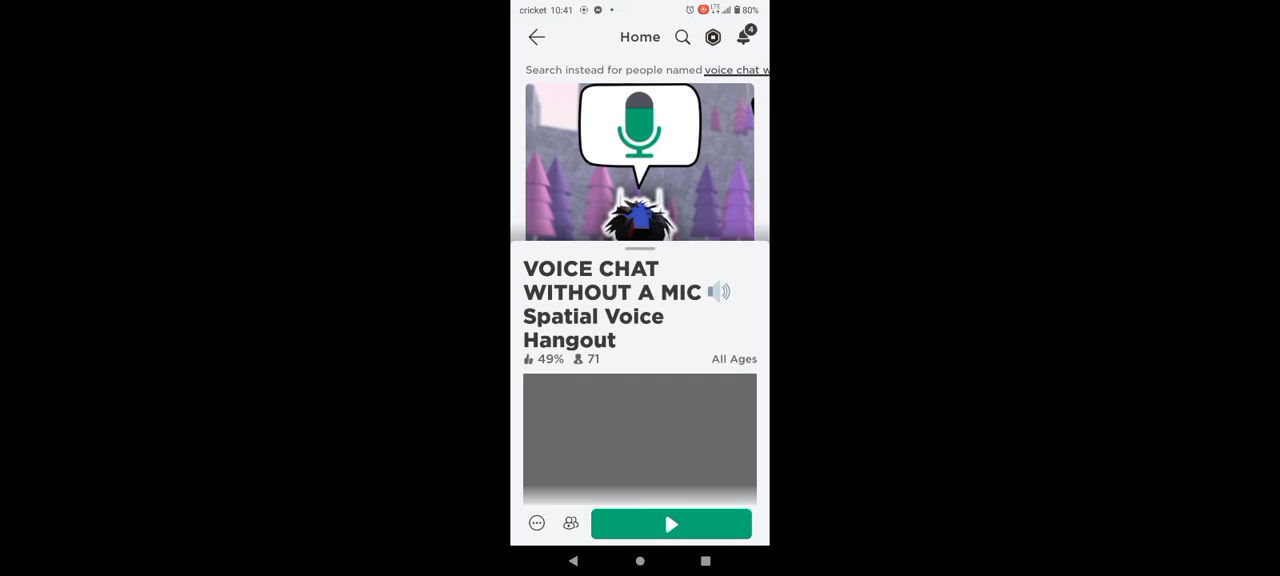 cricket 10:41 LTE 80%
Home 4
Search instead for people named voice chat w
VOICE CHAT
WITHOUT A MIC 🔊
Spatial Voice
Hangout
49% 71 All Ages